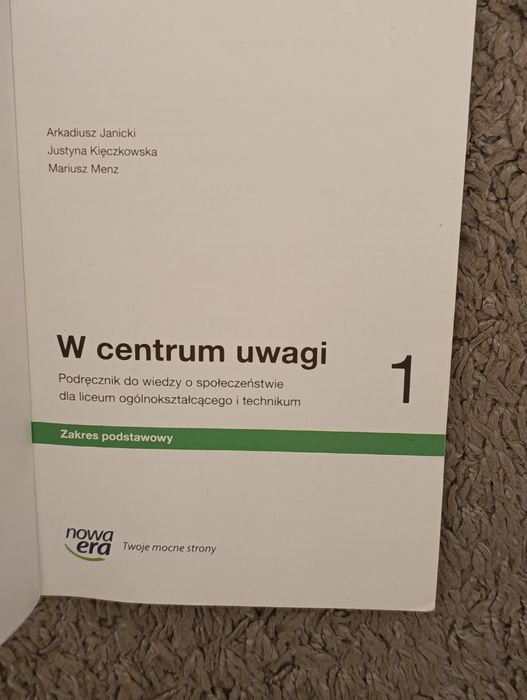 Arkadiusz Janicki
Justyna Kięczkowska
Mariusz Menz
W centrum uwagi 1
Podręcznik do wiedzy o społeczeństwie
dla liceum ogólnokształcącego i technikum
Zakres podstawowy
nowa
era Twoje mocne strony